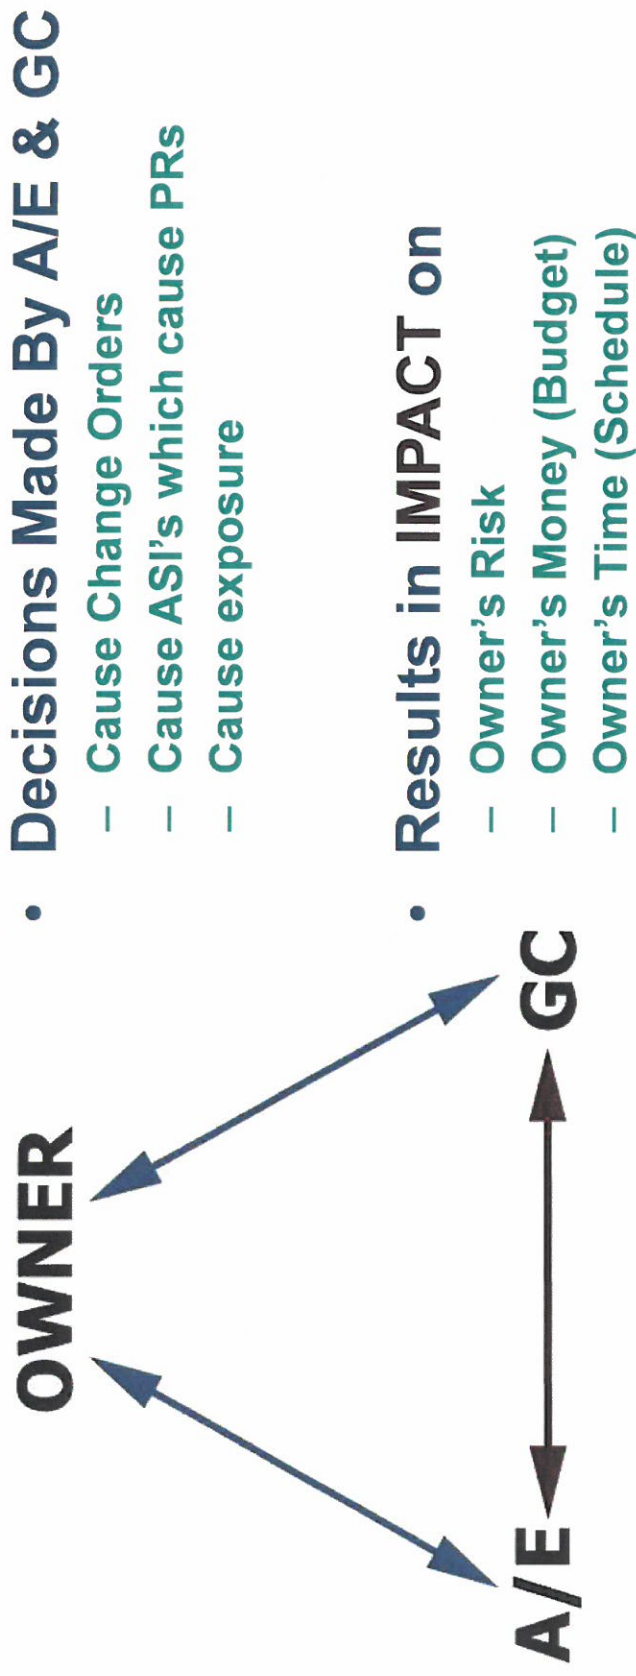 OWNER
A/E
GC
• Decisions Made By A/E & GC
– Cause Change Orders
– Cause ASI's which cause PRs
– Cause exposure
• Results in IMPACT on
– Owner's Risk
– Owner's Money (Budget)
– Owner's Time (Schedule)